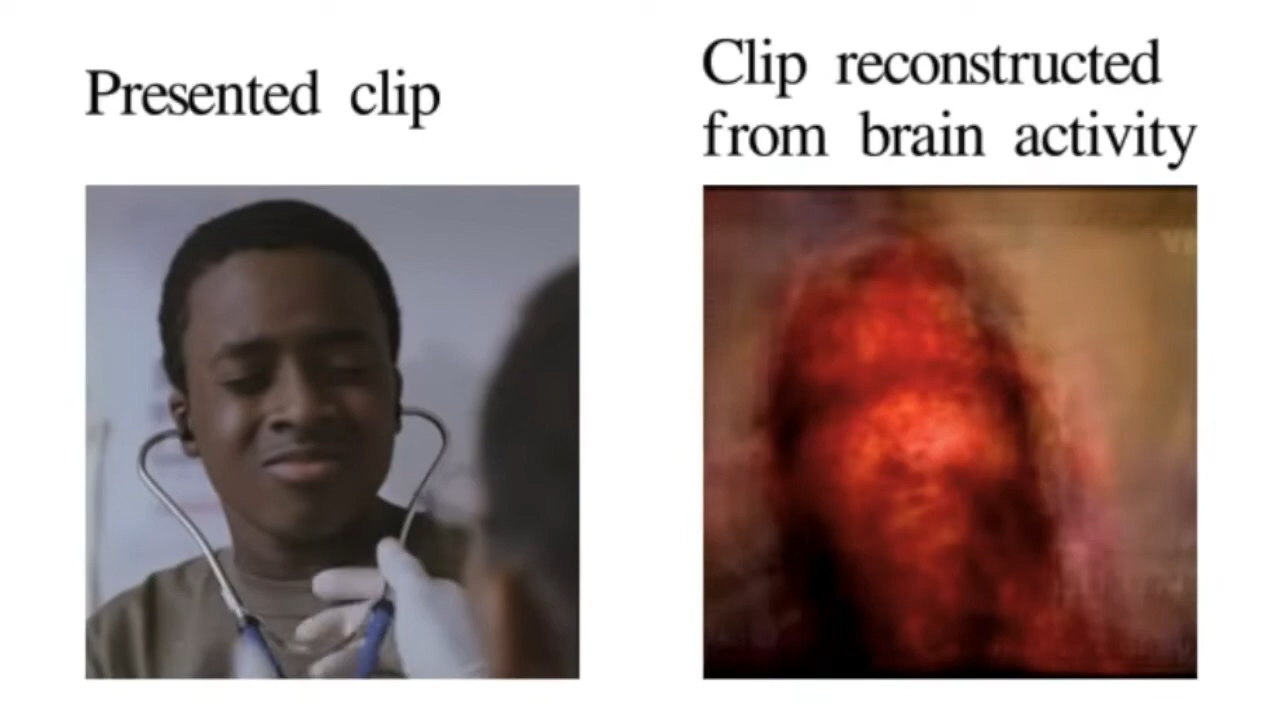 Presented clip
Clip reconstructed
from brain activity